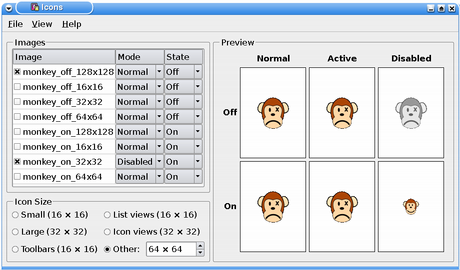 Icons
File View Help
Images
Image Mode State
monkey_off_128x128 Normal Off
monkey_off_16x16 Normal Off
monkey_off_32x32 Normal Off
monkey_off_64x64 Normal Off
monkey_on_128x128 Normal On
monkey_on_16x16 Normal On
monkey_on_32x32 Disabled On
monkey_on_64x64 Normal On
Icon Size
Small (16 × 16) List views (16 × 16)
Large (32 × 32) Icon views (32 × 32)
Toolbars (16 × 16) Other: 64 × 64
Preview
Normal Active Disabled
Off
On